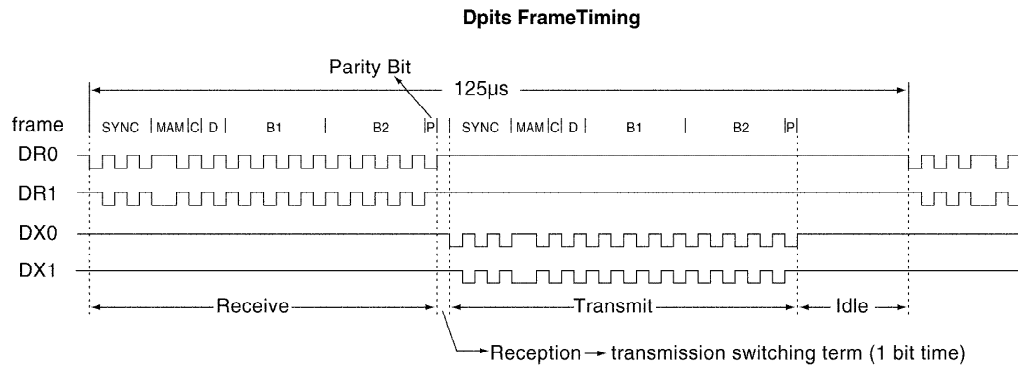 Dpits FrameTiming
Parity Bit
125µs
frame SYNC MAM C D B1 B2 P SYNC MAM C D B1 B2 P
DR0
DR1
DX0
DX1
Receive Transmit Idle
Reception transmission switching term (1 bit time)